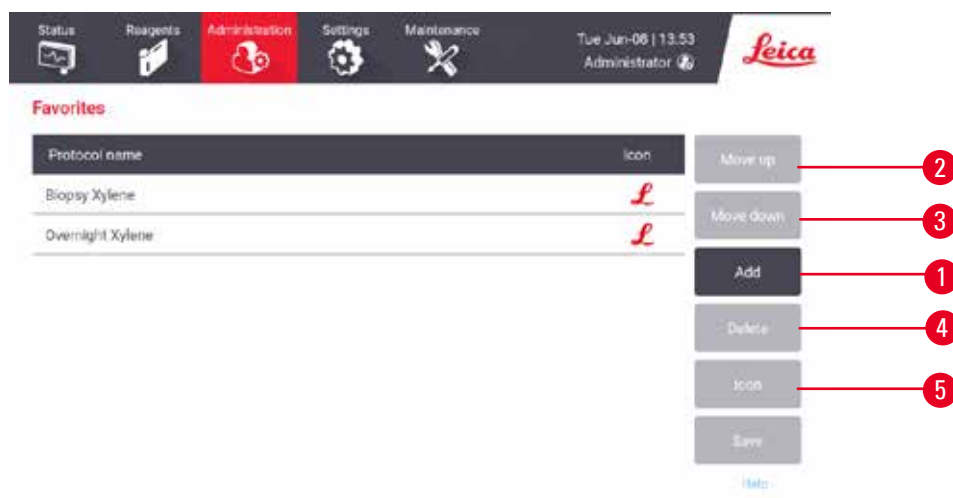 Status Reagents Administration Settings Maintenance
Tue Jun-06 | 13:53
Administrator
Leica
Favorites
Protocol name Icon
Biopsy Xylene L
Overnight Xylene L
Move up 2
Move down 3
Add 1
Delete 4
Icon 5
Save
Help